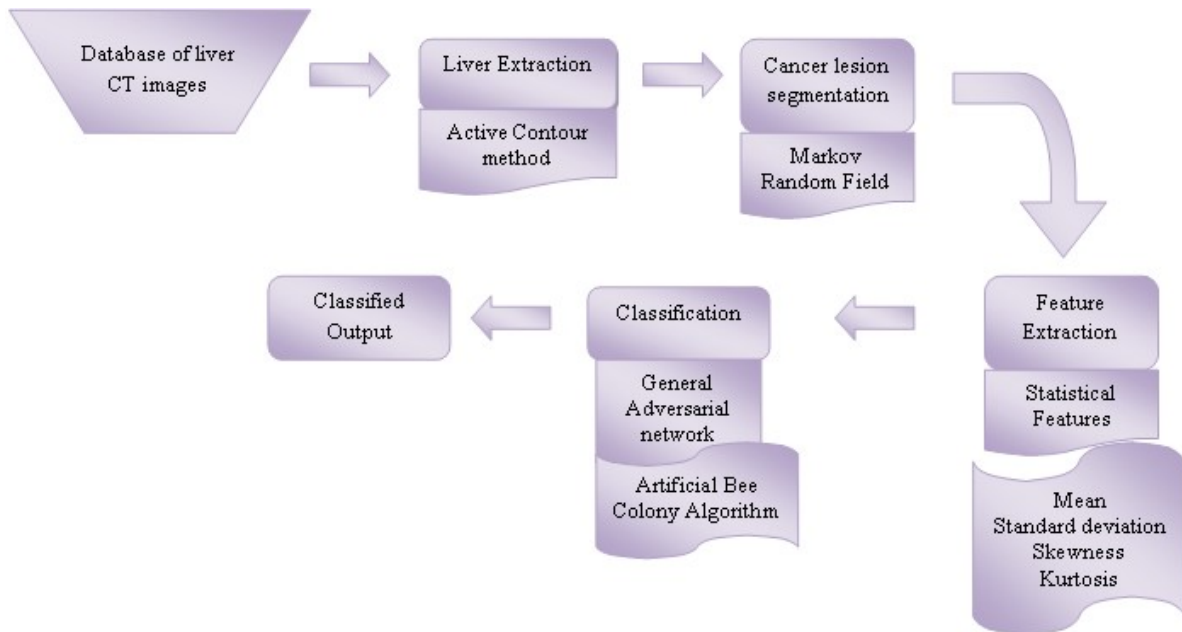 Database of liver
CT images
Liver Extraction
Active Contour
method
Cancer lesion
segmentation
Markov
Random Field
Feature
Extraction
Statistical
Features
Mean
Standard deviation
Skewness
Kurtosis
Classification
General
Adversarial
network
Artificial Bee
Colony Algorithm
Classified
Output